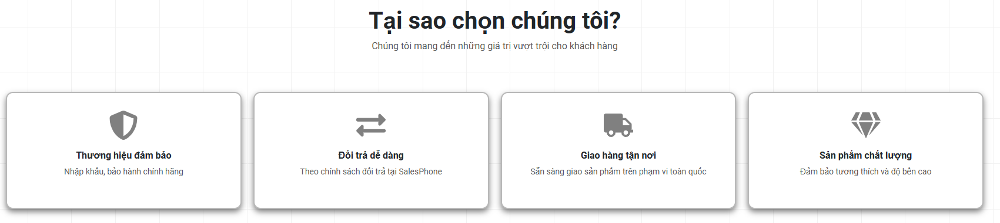 Tại sao chọn chúng tôi?
Chúng tôi mang đến những giá trị vượt trội cho khách hàng
Thương hiệu đảm bảo
Nhập khẩu, bảo hành chính hãng
Đổi trả dễ dàng
Theo chính sách đổi trả tại SalesPhone
Giao hàng tận nơi
Sẵn sàng giao sản phẩm trên phạm vi toàn quốc
Sản phẩm chất lượng
Đảm bảo tương thích và độ bền cao